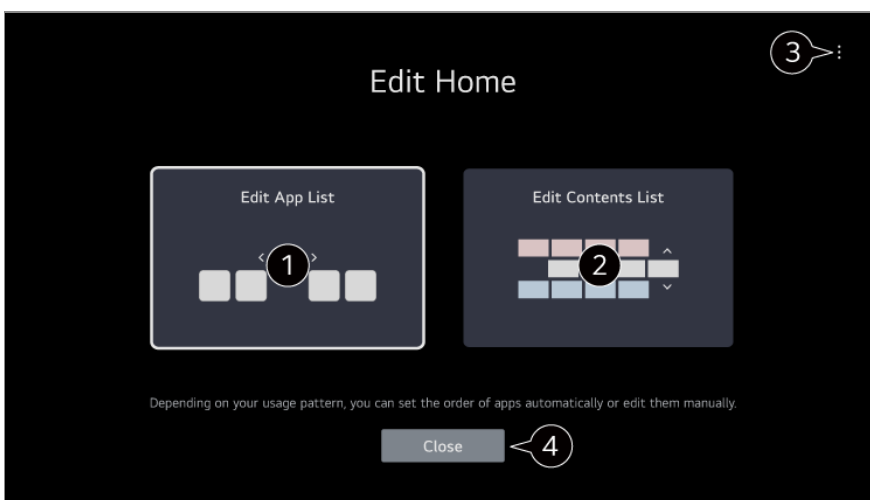 3
Edit Home
Edit App List
Edit Contents List
1
2
Depending on your usage pattern, you can set the order of apps automatically or edit them manually.
Close
4